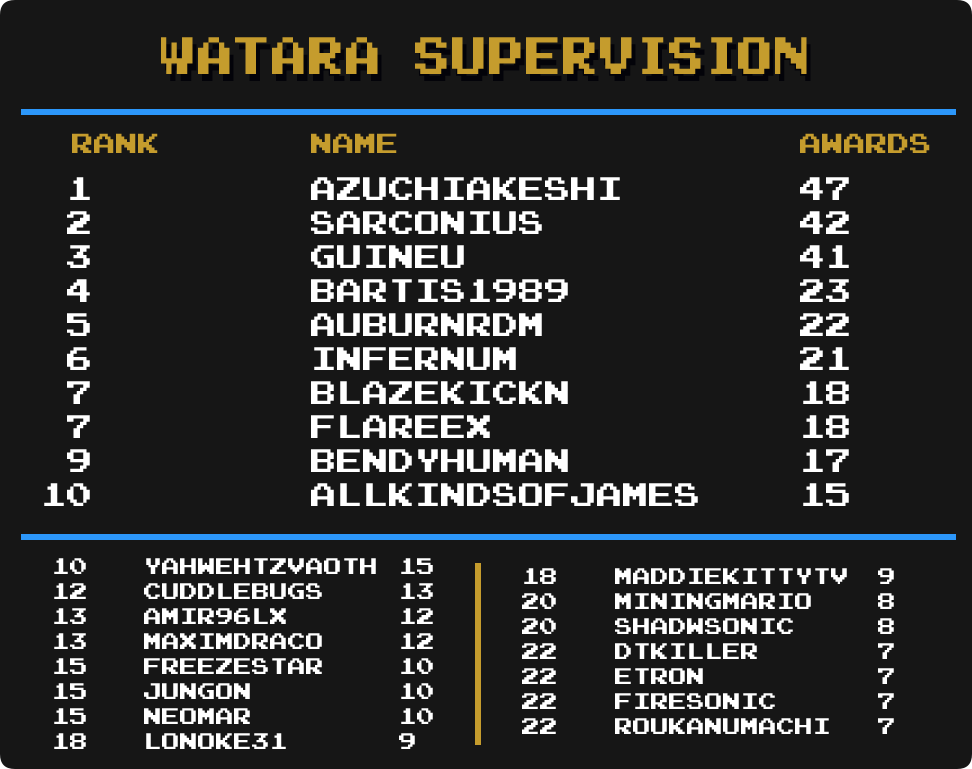 WATARA SUPERVISION
RANK NAME AWARDS
1 AZUCHIAKESHI 47
2 SARCONIUS 42
3 GUINEU 41
4 BARTIS1989 23
5 AUBURNRDM 22
6 INFERNUM 21
7 BLAZEKICKN 18
7 FLAREEX 18
9 BENDYHUMAN 17
10 ALLKINDSOFJAMES 15
10 YAHWEHTZVAOTH 15
12 CUDDLEBUGS 13
13 AMIR96LX 12
13 MAXIMDRACO 12
15 FREEZESTAR 10
15 JUNGON 10
15 NEOMAR 10
18 LONOKE31 9
18 MADDIEKITTYTV 9
20 MININGMARIO 8
20 SHADWSONIC 8
22 DTKILLER 7
22 ETRON 7
22 FIRESONIC 7
22 ROUKANUMACHI 7